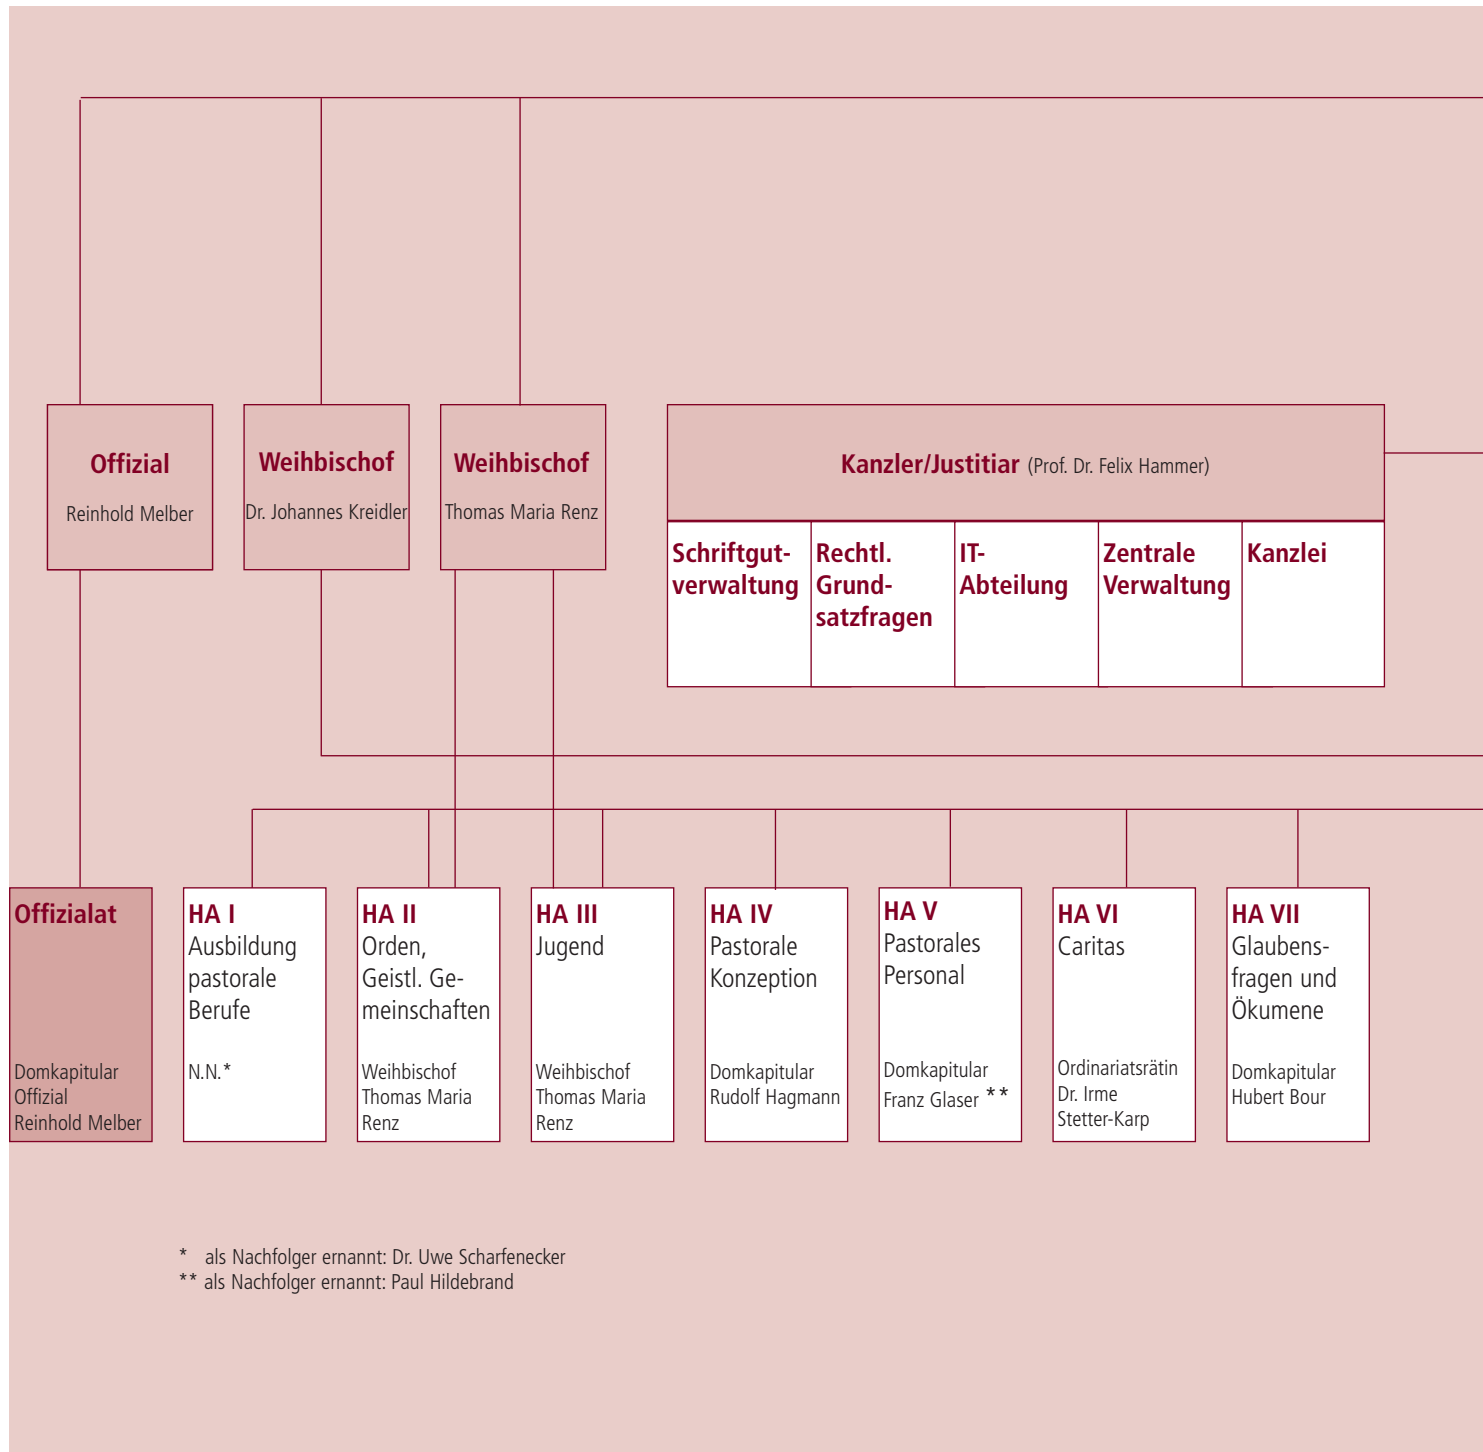 Offizial
Reinhold Melber
Weihbischof
Dr. Johannes Kreidler
Weihbischof
Thomas Maria Renz
Kanzler/Justitiar (Prof. Dr. Felix Hammer)
Schriftgut-
verwaltung
Rechtl.
Grund-
satzfragen
IT-
Abteilung
Zentrale
Verwaltung
Kanzlei
Offizialat
Domkapitular
Offizial
Reinhold Melber
HA I
Ausbildung
pastorale
Berufe
N.N.*
HA II
Orden,
Geistl. Ge-
meinschaften
Weihbischof
Thomas Maria
Renz
HA III
Jugend
Weihbischof
Thomas Maria
Renz
HA IV
Pastorale
Konzeption
Domkapitular
Rudolf Hagmann
HA V
Pastorales
Personal
Domkapitular
Franz Glaser **
HA VI
Caritas
Ordinariatsrätin
Dr. Irme
Stetter-Karp
HA VII
Glaubens-
fragen und
Ökumene
Domkapitular
Hubert Bour
* als Nachfolger ernannt: Dr. Uwe Scharfenecker
** als Nachfolger ernannt: Paul Hildebrand